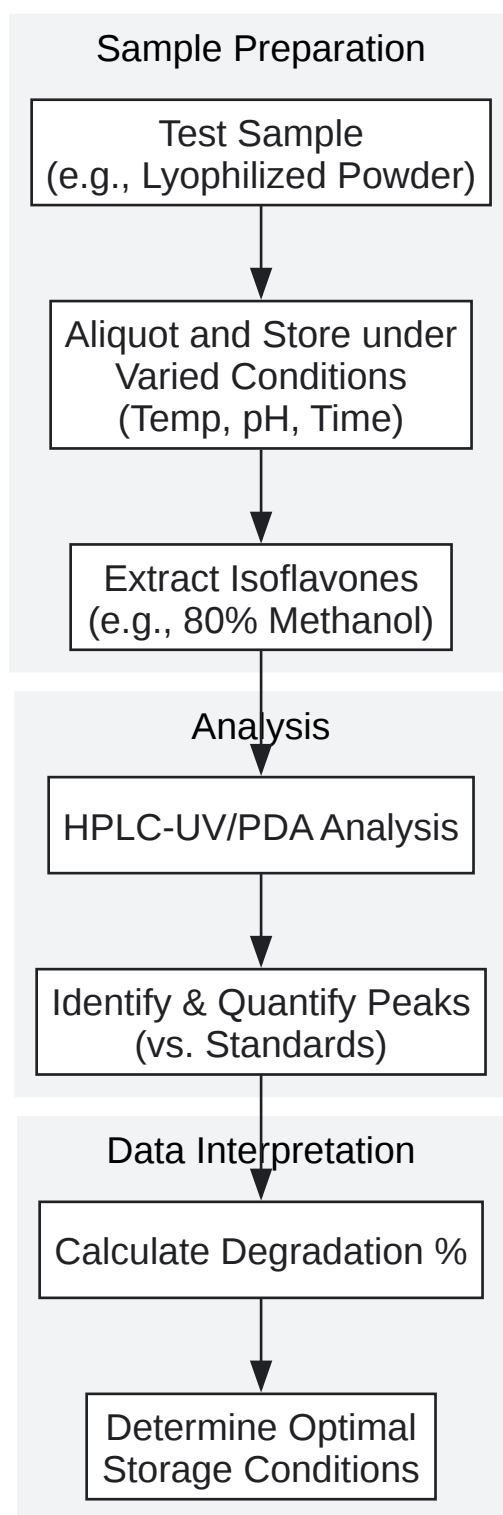 Sample Preparation
Test Sample
(e.g., Lyophilized Powder)
Aliquot and Store under
Varied Conditions
(Temp, pH, Time)
Extract Isoflavones
(e.g., 80% Methanol)
Analysis
HPLC-UV/PDA Analysis
Identify & Quantify Peaks
(vs. Standards)
Data Interpretation
Calculate Degradation %
Determine Optimal
Storage Conditions